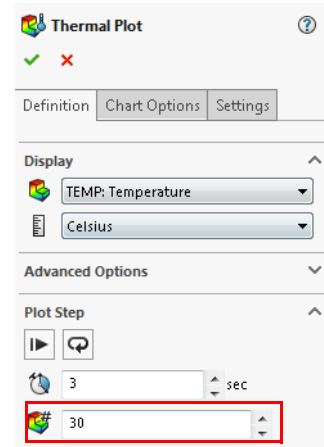 Thermal Plot
Definition Chart Options Settings
Display
TEMP: Temperature
Celsius
Advanced Options
Plot Step
3 sec
30